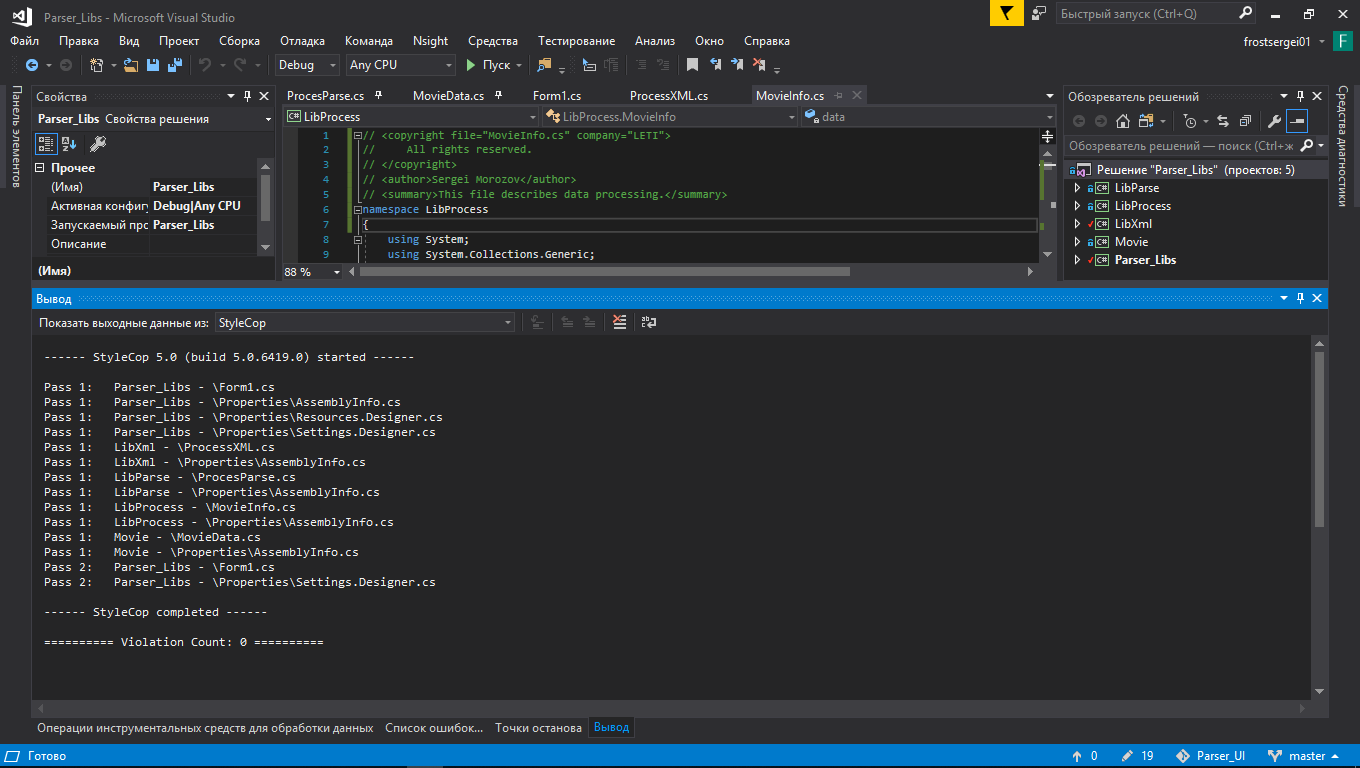 Parser_Libs - Microsoft Visual Studio
Быстрый запуск (Ctrl+Q)
Файл Правка Вид Проект Сборка Отладка Команда Nsight Средства Тестирование Анализ Окно Справка
frostsergei01 F
Debug Any CPU Пуск
Панель элементов
Свойства
Parser_Libs Свойства решения
Прочее
(Имя) Parser_Libs
Активная конфигу Debug|Any CPU
Запускаемый прс Parser_Libs
Описание
(Имя)
ProcesParse.cs MovieData.cs Form1.cs ProcessXML.cs MovieInfo.cs
LibProcess LibProcess.MovieInfo data
1 // <copyright file="MovieInfo.cs" company="LETI">
2 //     All rights reserved.
3 // </copyright>
4 // <author>Sergei Morozov</author>
5 // <summary>This file describes data processing.</summary>
6 namespace LibProcess
7 {
8     using System;
9     using System.Collections.Generic;
88 %
Обозреватель решений
Обозреватель решений — поиск (Ctrl+ж
Решение "Parser_Libs" (проектов: 5)
C# LibParse
C# LibProcess
C# LibXml
C# Movie
C# Parser_Libs
Средства диагностики
Вывод
Показать выходные данные из: StyleCop
------ StyleCop 5.0 (build 5.0.6419.0) started ------
Pass 1:   Parser_Libs - \Form1.cs
Pass 1:   Parser_Libs - \Properties\AssemblyInfo.cs
Pass 1:   Parser_Libs - \Properties\Resources.Designer.cs
Pass 1:   Parser_Libs - \Properties\Settings.Designer.cs
Pass 1:   LibXml - \ProcessXML.cs
Pass 1:   LibXml - \Properties\AssemblyInfo.cs
Pass 1:   LibParse - \ProcesParse.cs
Pass 1:   LibParse - \Properties\AssemblyInfo.cs
Pass 1:   LibProcess - \MovieInfo.cs
Pass 1:   LibProcess - \Properties\AssemblyInfo.cs
Pass 1:   Movie - \MovieData.cs
Pass 1:   Movie - \Properties\AssemblyInfo.cs
Pass 2:   Parser_Libs - \Form1.cs
Pass 2:   Parser_Libs - \Properties\Settings.Designer.cs
------ StyleCop completed ------
========== Violation Count: 0 ==========
Операции инструментальных средств для обработки данных Список ошибок... Точки останова Вывод
Готово 0 19 Parser_UI master